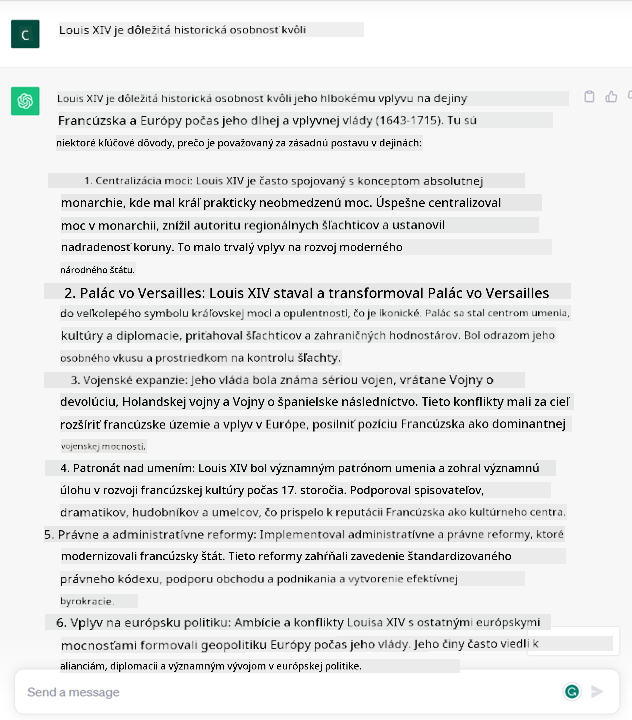 C
Louis XIV je dôležitá historická osobnosť kvôli
Louis XIV je dôležitá historická osobnosť kvôli jeho hlbokému vplyvu na dejiny
Francúzska a Európy počas jeho dlhej a vplyvnej vlády (1643-1715). Tu sú
niektoré kľúčové dôvody, prečo je považovaný za zásadnú postavu v dejinách:
1. Centralizácia moci: Louis XIV je často spojovaný s konceptom absolutnej
monarchie, kde mal kráľ prakticky neobmedzenú moc. Úspešne centralizoval
moc v monarchii, znížil autoritu regionálnych šľachticov a ustanovil
nadradenosť koruny. To malo trvalý vplyv na rozvoj moderného
národného štátu.
2. Palác vo Versailles: Louis XIV staval a transformoval Palác vo Versailles
do veľkolepého symbolu kráľovskej moci a opulentnosti, čo je ikonické. Palác sa stal centrom umenia,
kultúry a diplomacie, priťahoval šľachticov a zahraničných hodnostárov. Bol odrazom jeho
osobného vkusu a prostriedkom na kontrolu šľachty.
3. Vojenské expanzie: Jeho vláda bola známa sériou vojen, vrátane Vojny o
devolúciu, Holandskej vojny a Vojny o španielske následníctvo. Tieto konflikty mali za cieľ
rozšíriť francúzske územie a vplyv v Európe, posilniť pozíciu Francúzska ako dominantnej
vojenskej mocnosti.
4. Patronát nad umením: Louis XIV bol významným patrónom umenia a zohral významnú
úlohu v rozvoji francúzskej kultúry počas 17. storočia. Podporoval spisovateľov,
dramatikov, hudobníkov a umelcov, čo prispelo k reputácii Francúzska ako kultúrneho centra.
5. Právne a administratívne reformy: Implementoval administratívne a právne reformy, ktoré
modernizovali francúzsky štát. Tieto reformy zahŕňali zavedenie štandardizovaného
právneho kódexu, podporu obchodu a podnikania a vytvorenie efektívnej
byrokracie.
6. Vplyv na európsku politiku: Ambície a konflikty Louisa XIV s ostatnými európskymi
mocnosťami formovali geopolitiku Európy počas jeho vlády. Jeho činy často viedli k
alianciám, diplomacii a významným vývojom v európskej politike.
Send a message